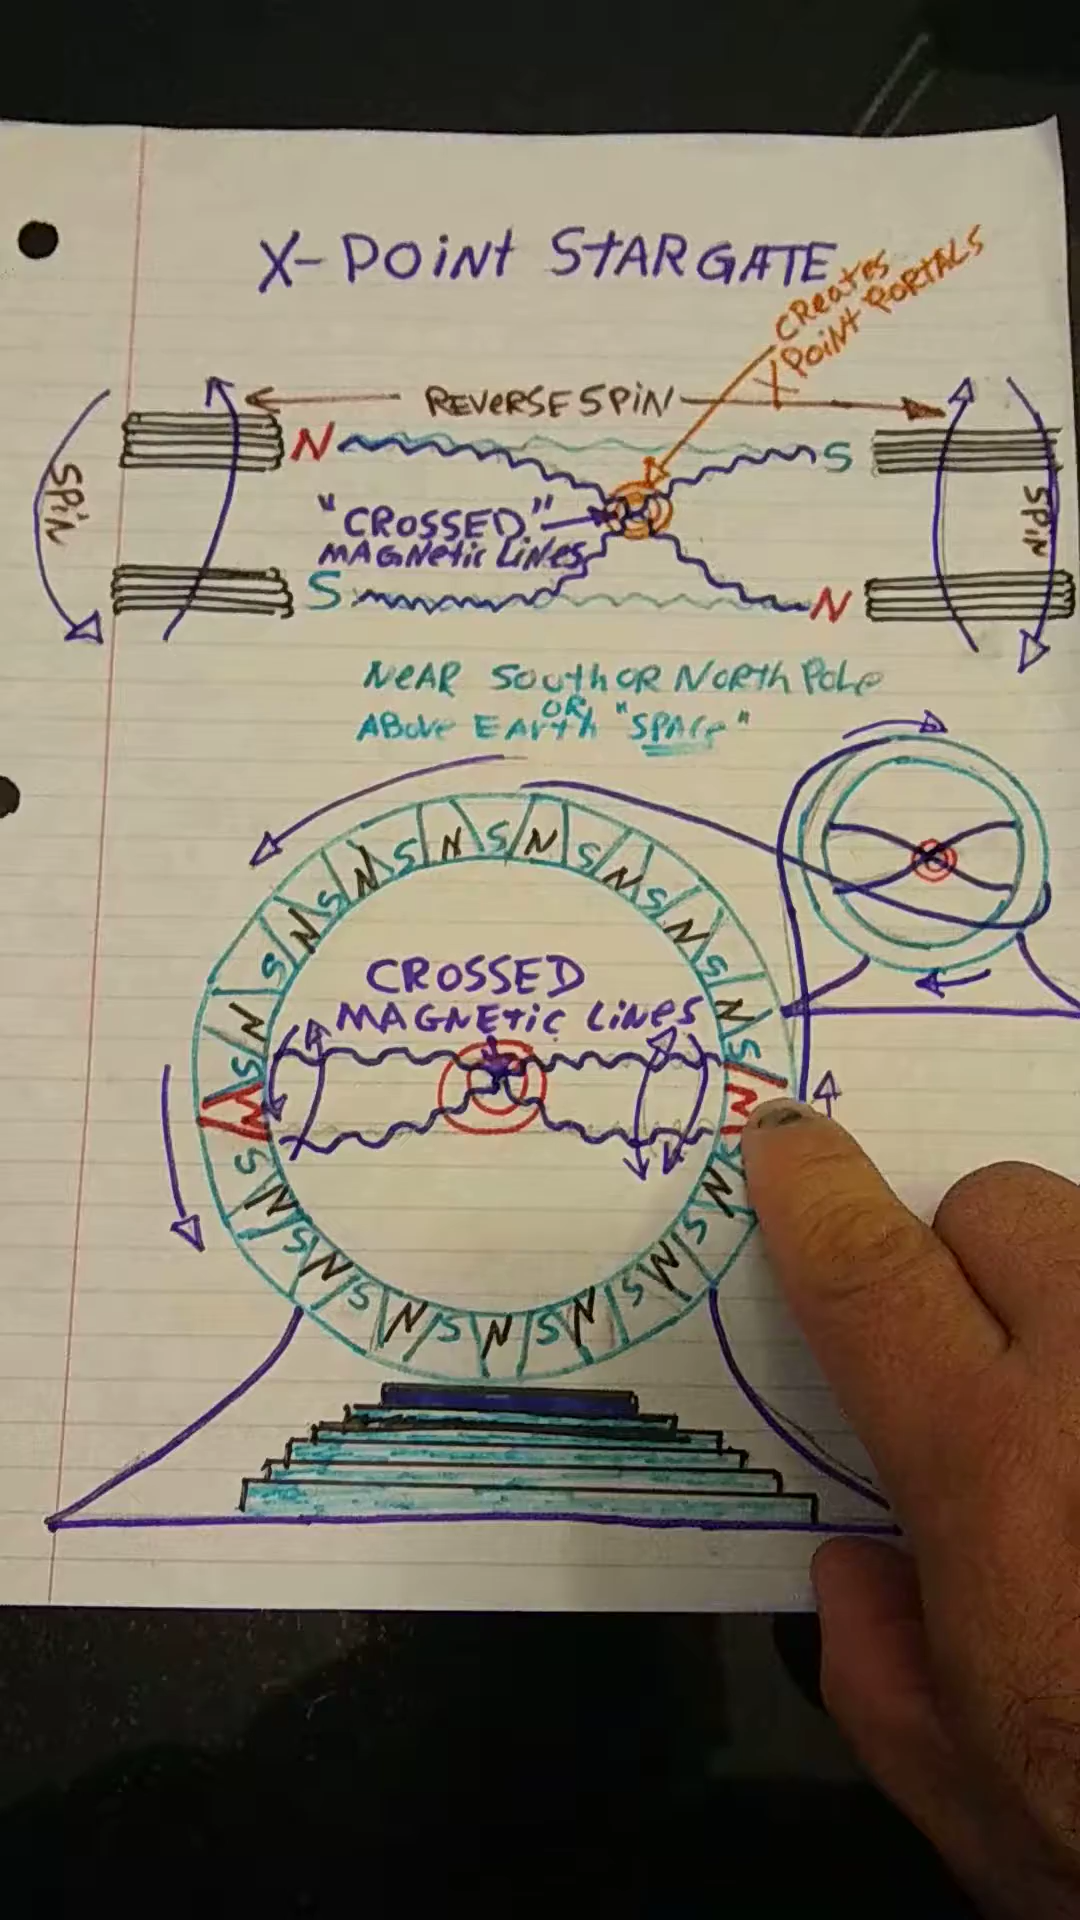 X-POINT STARGATE
CREATES
X POINT PORTALS
REVERSE SPIN
SPIN
N
S
SPIN
"CROSSED"
MAGNETIC LINES
S
N
NEAR SOUTH OR NORTH POLE
OR
ABOVE EARTH "SPACE"
N S N S N S N S N S N S N S
CROSSED
MAGNETIC LINES
S N S N S N S N S N S N S N